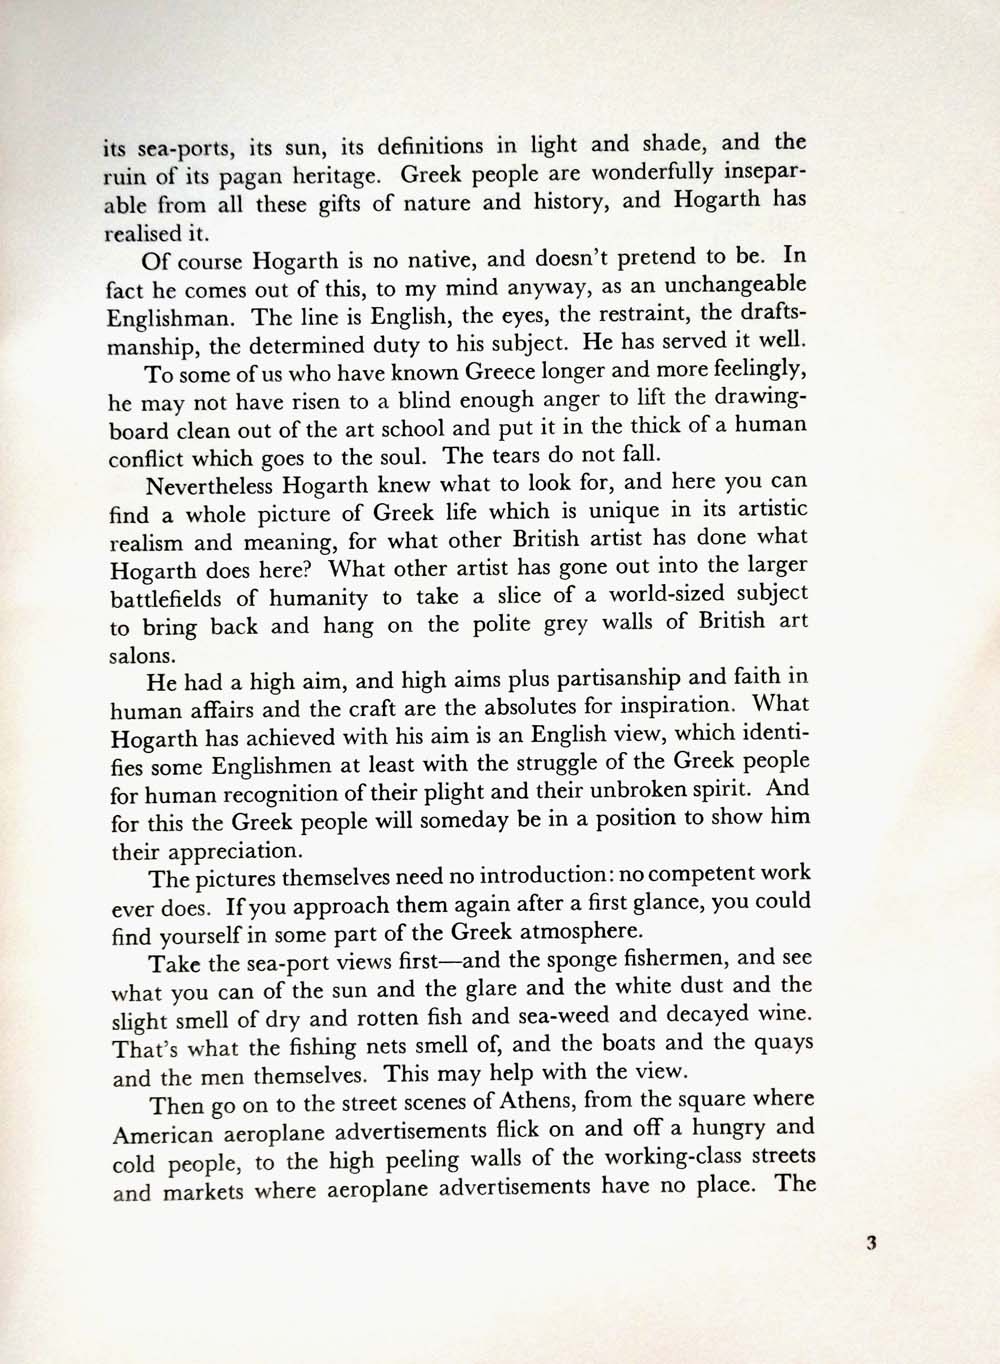 its sea-ports, its sun, its definitions in light and shade, and the
ruin of its pagan heritage. Greek people are wonderfully insepar-
able from all these gifts of nature and history, and Hogarth has
realised it.
Of course Hogarth is no native, and doesn't pretend to be. In
fact he comes out of this, to my mind anyway, as an unchangeable
Englishman. The line is English, the eyes, the restraint, the drafts-
manship, the determined duty to his subject. He has served it well.
To some of us who have known Greece longer and more feelingly,
he may not have risen to a blind enough anger to lift the drawing-
board clean out of the art school and put it in the thick of a human
conflict which goes to the soul. The tears do not fall.
Nevertheless Hogarth knew what to look for, and here you can
find a whole picture of Greek life which is unique in its artistic
realism and meaning, for what other British artist has done what
Hogarth does here? What other artist has gone out into the larger
battlefields of humanity to take a slice of a world-sized subject
to bring back and hang on the polite grey walls of British art
salons.
He had a high aim, and high aims plus partisanship and faith in
human affairs and the craft are the absolutes for inspiration. What
Hogarth has achieved with his aim is an English view, which identi-
fies some Englishmen at least with the struggle of the Greek people
for human recognition of their plight and their unbroken spirit. And
for this the Greek people will someday be in a position to show him
their appreciation.
The pictures themselves need no introduction: no competent work
ever does. If you approach them again after a first glance, you could
find yourself in some part of the Greek atmosphere.
Take the sea-port views first—and the sponge fishermen, and see
what you can of the sun and the glare and the white dust and the
slight smell of dry and rotten fish and sea-weed and decayed wine.
That's what the fishing nets smell of, and the boats and the quays
and the men themselves. This may help with the view.
Then go on to the street scenes of Athens, from the square where
American aeroplane advertisements flick on and off a hungry and
cold people, to the high peeling walls of the working-class streets
and markets where aeroplane advertisements have no place. The
3